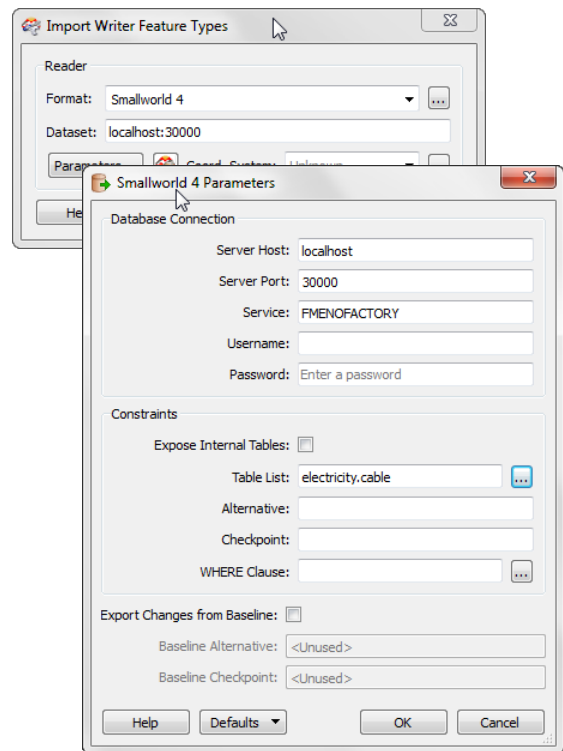 Import Writer Feature Types
Reader
Format: Smallworld 4 ...
Dataset: localhost:30000
Parameters... Coord. System: Unknown
Smallworld 4 Parameters
Database Connection
Server Host: localhost
Server Port: 30000
Service: FMENOFACTORY
Username:
Password: Enter a password
Constraints
Expose Internal Tables:
Table List: electricity.cable ...
Alternative:
Checkpoint:
WHERE Clause: ...
Export Changes from Baseline:
Baseline Alternative: <Unused>
Baseline Checkpoint: <Unused>
Help Defaults OK Cancel